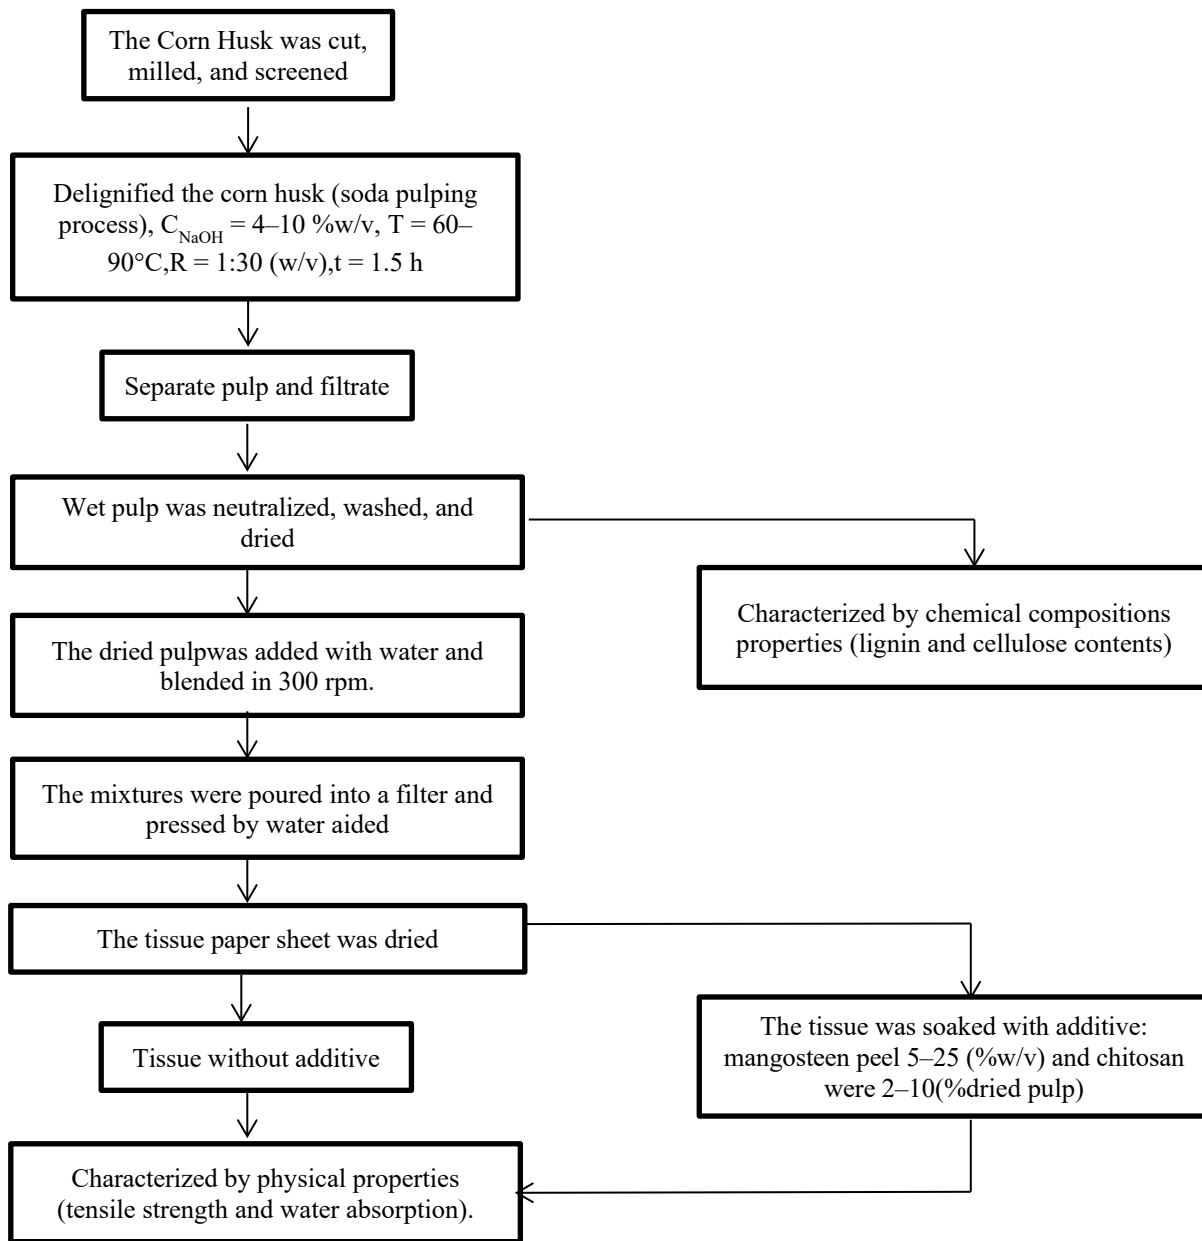 The Corn Husk was cut,
milled, and screened
Delignified the corn husk (soda pulping
process), C_NaOH = 4–10 %w/v, T = 60–
90°C,R = 1:30 (w/v),t = 1.5 h
Separate pulp and filtrate
Wet pulp was neutralized, washed, and
dried
Characterized by chemical compositions
properties (lignin and cellulose contents)
The dried pulpwas added with water and
blended in 300 rpm.
The mixtures were poured into a filter and
pressed by water aided
The tissue paper sheet was dried
Tissue without additive
The tissue was soaked with additive:
mangosteen peel 5–25 (%w/v) and chitosan
were 2–10(%dried pulp)
Characterized by physical properties
(tensile strength and water absorption).